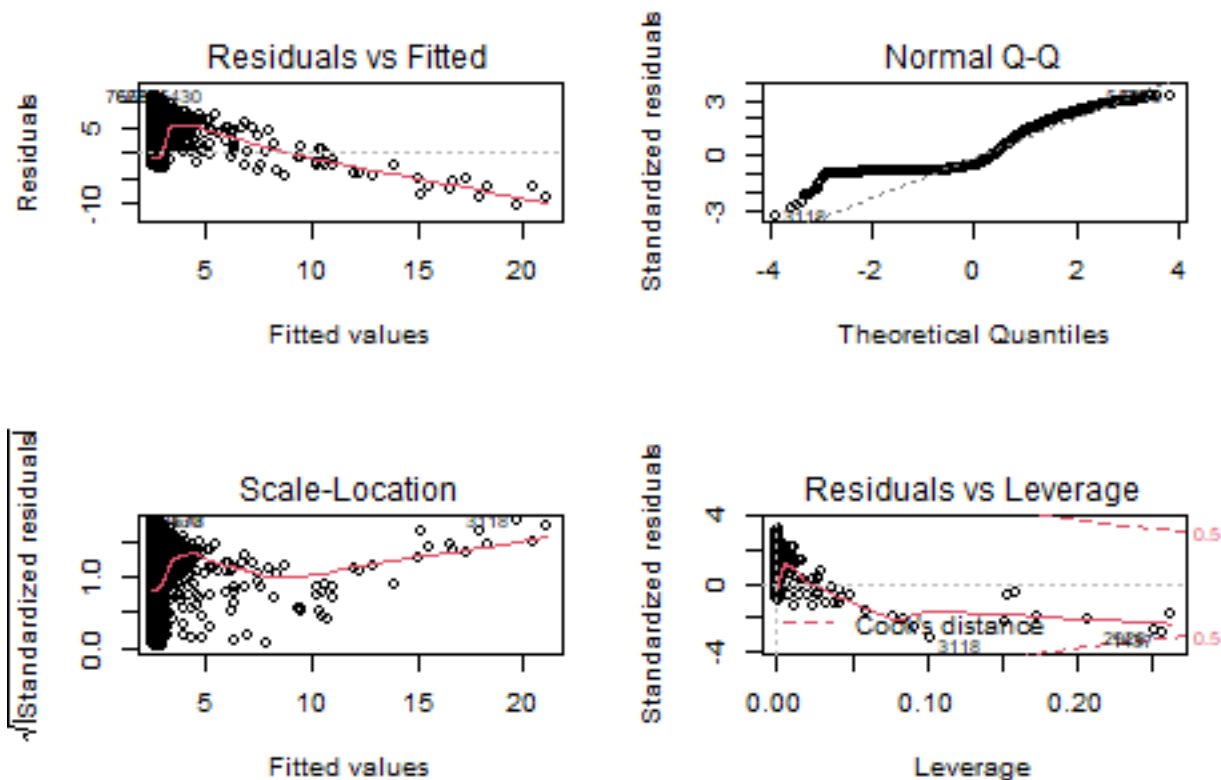 Residuals vs Fitted
Residuals
5
-10
5 10 15 20
Fitted values
Normal Q-Q
Standardized residuals
3
0
-3
3118
-4 -2 0 2 4
Theoretical Quantiles
Scale-Location
√|Standardized residuals|
1.0
0.0
3118
5 10 15 20
Fitted values
Residuals vs Leverage
Standardized residuals
4
0
-4
0.5
0.5
Cook's distance
3118
0.00 0.10 0.20
Leverage